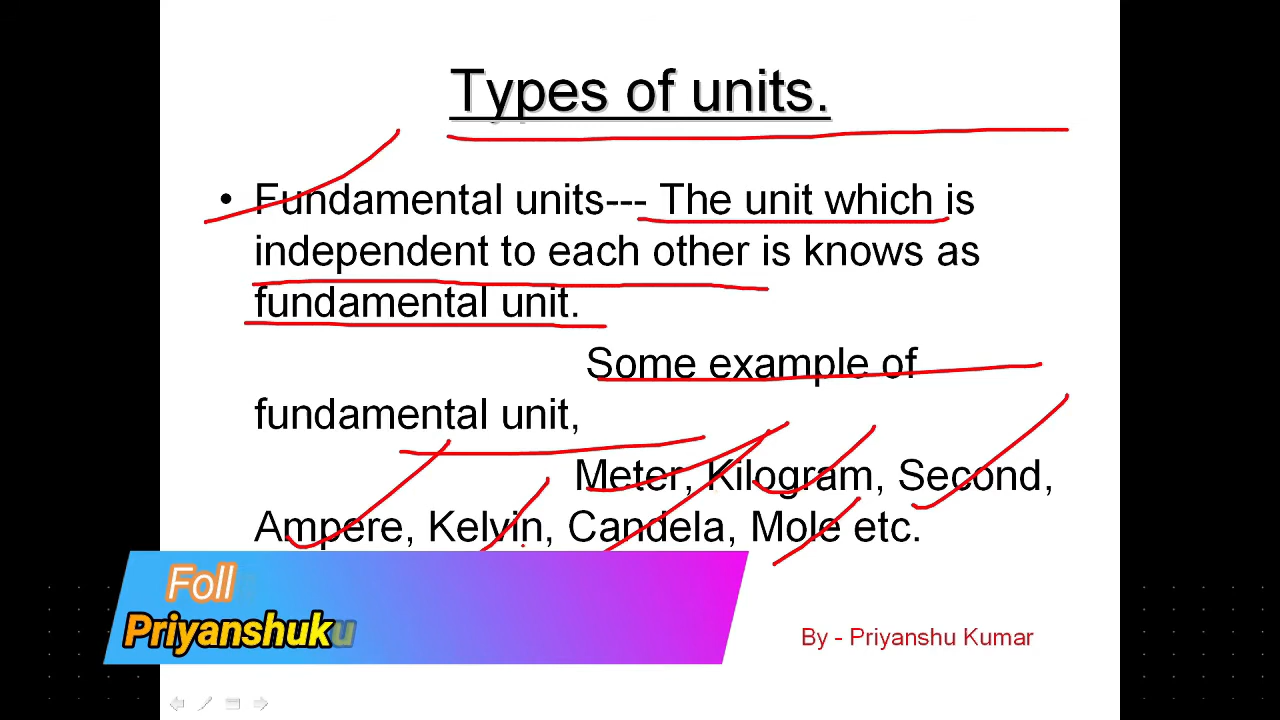 Types of units.
• Fundamental units--- The unit which is
independent to each other is knows as
fundamental unit.
Some example of
fundamental unit,
Meter, Kilogram, Second,
Ampere, Kelvin, Candela, Mole etc.
Foll
Priyanshuku
By - Priyanshu Kumar